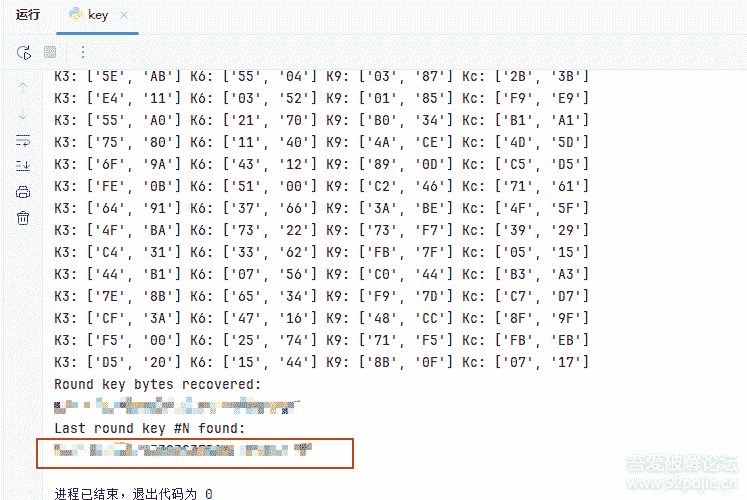 运行
key
K3: ['5E', 'AB'] K6: ['55', '04'] K9: ['03', '87'] Kc: ['2B', '3B']
K3: ['E4', '11'] K6: ['03', '52'] K9: ['01', '85'] Kc: ['F9', 'E9']
K3: ['55', 'A0'] K6: ['21', '70'] K9: ['B0', '34'] Kc: ['B1', 'A1']
K3: ['75', '80'] K6: ['11', '40'] K9: ['4A', 'CE'] Kc: ['4D', '5D']
K3: ['6F', '9A'] K6: ['43', '12'] K9: ['89', '0D'] Kc: ['C5', 'D5']
K3: ['FE', '0B'] K6: ['51', '00'] K9: ['C2', '46'] Kc: ['71', '61']
K3: ['64', '91'] K6: ['37', '66'] K9: ['3A', 'BE'] Kc: ['4F', '5F']
K3: ['4F', 'BA'] K6: ['73', '22'] K9: ['73', 'F7'] Kc: ['39', '29']
K3: ['C4', '31'] K6: ['33', '62'] K9: ['FB', '7F'] Kc: ['05', '15']
K3: ['44', 'B1'] K6: ['07', '56'] K9: ['C0', '44'] Kc: ['B3', 'A3']
K3: ['7E', '8B'] K6: ['65', '34'] K9: ['F9', '7D'] Kc: ['C7', 'D7']
K3: ['CF', '3A'] K6: ['47', '16'] K9: ['48', 'CC'] Kc: ['8F', '9F']
K3: ['F5', '00'] K6: ['25', '74'] K9: ['71', 'F5'] Kc: ['FB', 'EB']
K3: ['D5', '20'] K6: ['15', '44'] K9: ['8B', '0F'] Kc: ['07', '17']
Round key bytes recovered:
Last round key #N found:
进程已结束，退出代码为 0
吾爱破解论坛
www.52pojie.cn